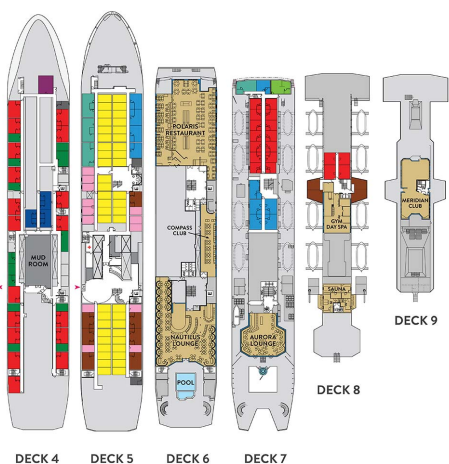 POLARIS
RESTAURANT
COMPASS
CLUB
MUD
ROOM
NAUTILUS
LOUNGE
POOL
AURORA
LOUNGE
GYM
DAY SPA
SAUNA
MERIDIAN
CLUB
DECK 9
DECK 8
DECK 4
DECK 5
DECK 6
DECK 7